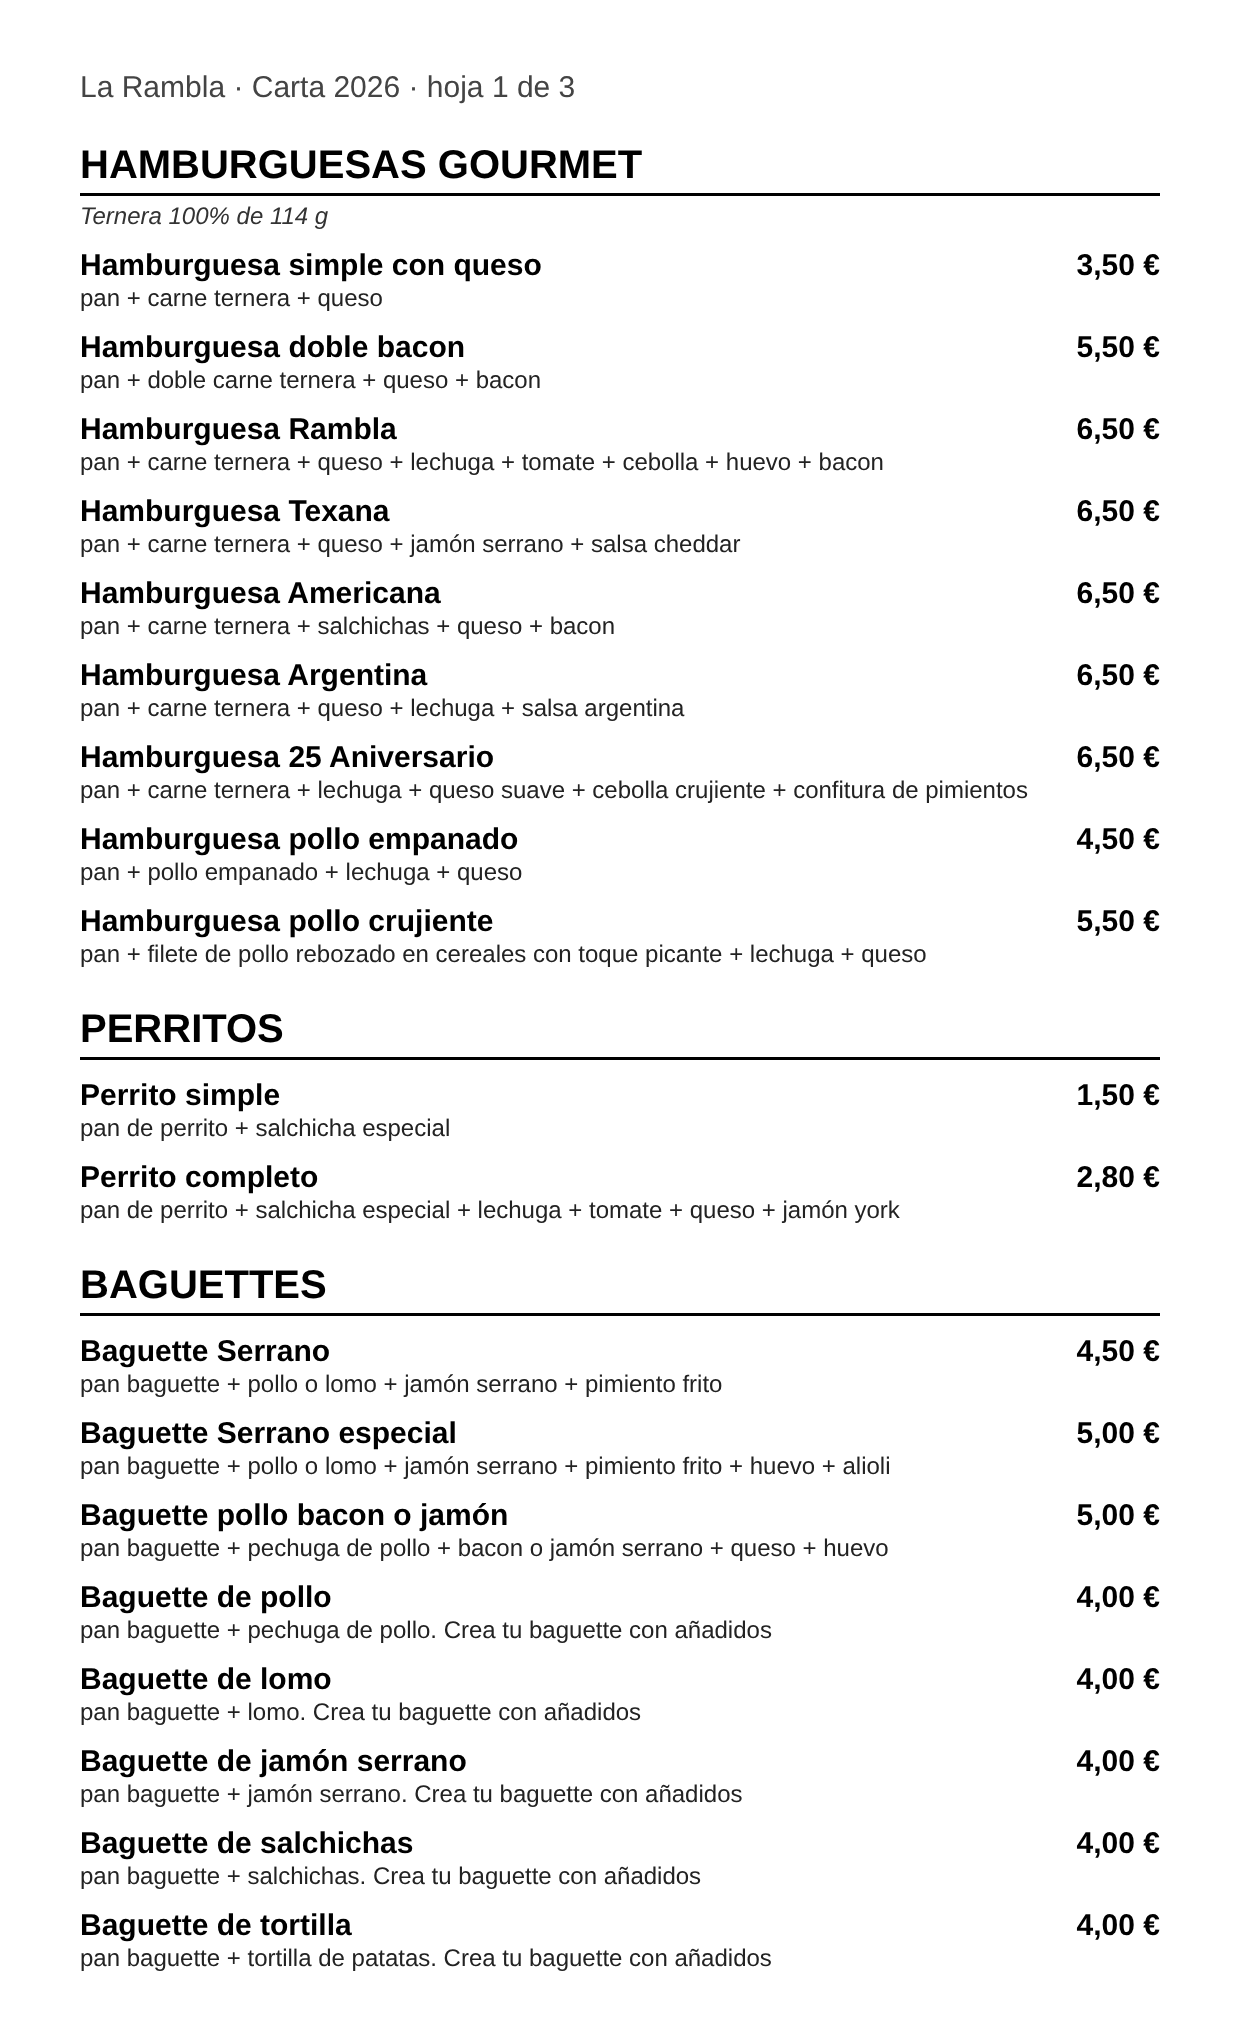 La Rambla · Carta 2026 · hoja 1 de 3
HAMBURGUESAS GOURMET
Ternera 100% de 114 g
Hamburguesa simple con queso 3,50 €
pan + carne ternera + queso
Hamburguesa doble bacon 5,50 €
pan + doble carne ternera + queso + bacon
Hamburguesa Rambla 6,50 €
pan + carne ternera + queso + lechuga + tomate + cebolla + huevo + bacon
Hamburguesa Texana 6,50 €
pan + carne ternera + queso + jamón serrano + salsa cheddar
Hamburguesa Americana 6,50 €
pan + carne ternera + salchichas + queso + bacon
Hamburguesa Argentina 6,50 €
pan + carne ternera + queso + lechuga + salsa argentina
Hamburguesa 25 Aniversario 6,50 €
pan + carne ternera + lechuga + queso suave + cebolla crujiente + confitura de pimientos
Hamburguesa pollo empanado 4,50 €
pan + pollo empanado + lechuga + queso
Hamburguesa pollo crujiente 5,50 €
pan + filete de pollo rebozado en cereales con toque picante + lechuga + queso
PERRITOS
Perrito simple 1,50 €
pan de perrito + salchicha especial
Perrito completo 2,80 €
pan de perrito + salchicha especial + lechuga + tomate + queso + jamón york
BAGUETTES
Baguette Serrano 4,50 €
pan baguette + pollo o lomo + jamón serrano + pimiento frito
Baguette Serrano especial 5,00 €
pan baguette + pollo o lomo + jamón serrano + pimiento frito + huevo + alioli
Baguette pollo bacon o jamón 5,00 €
pan baguette + pechuga de pollo + bacon o jamón serrano + queso + huevo
Baguette de pollo 4,00 €
pan baguette + pechuga de pollo. Crea tu baguette con añadidos
Baguette de lomo 4,00 €
pan baguette + lomo. Crea tu baguette con añadidos
Baguette de jamón serrano 4,00 €
pan baguette + jamón serrano. Crea tu baguette con añadidos
Baguette de salchichas 4,00 €
pan baguette + salchichas. Crea tu baguette con añadidos
Baguette de tortilla 4,00 €
pan baguette + tortilla de patatas. Crea tu baguette con añadidos